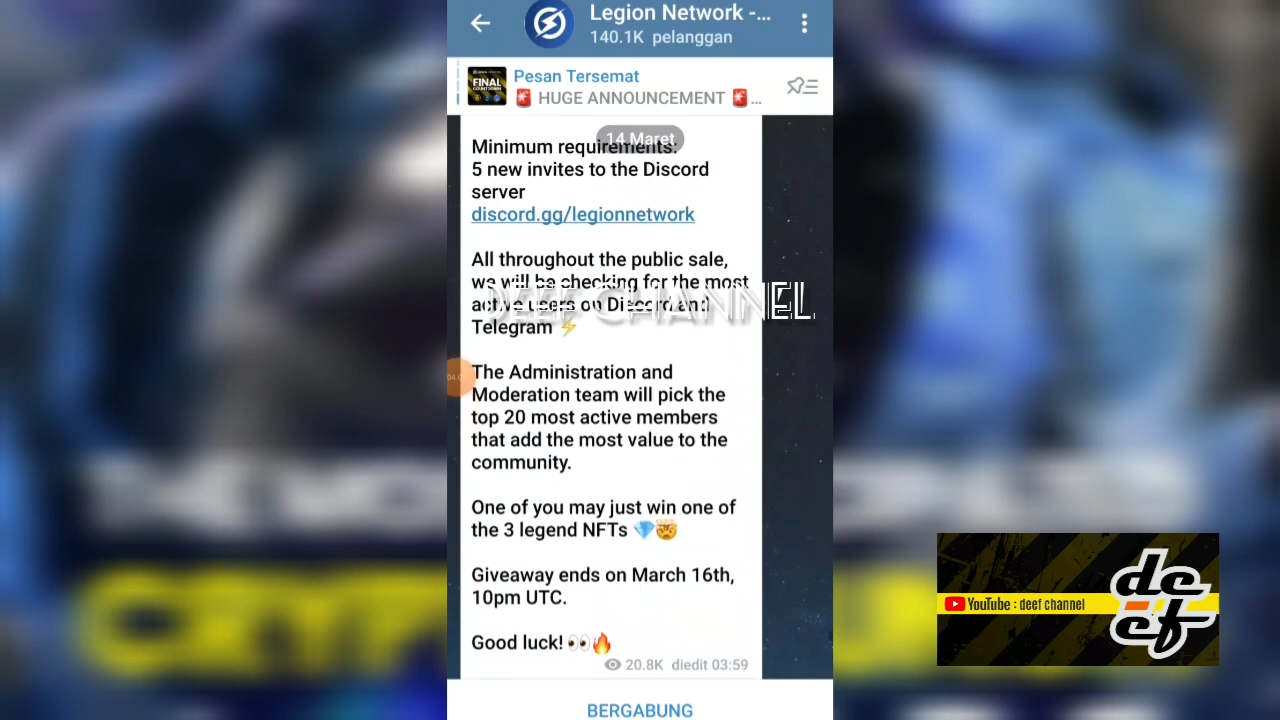 Legion Network -...
140.1K pelanggan
Pesan Tersemat
FINAL
COUNTDOWN
🚨 HUGE ANNOUNCEMENT 🚨...
14 Maret
Minimum requirements:
5 new invites to the Discord
server
discord.gg/legionnetwork
All throughout the public sale,
we will be checking for the most
active users on Discord and
Telegram ⚡
DEEF CHANNEL
The Administration and
Moderation team will pick the
top 20 most active members
that add the most value to the
community.
One of you may just win one of
the 3 legend NFTs 💎🤯
Giveaway ends on March 16th,
10pm UTC.
Good luck! 👀🔥
20.8K diedit 03:59
BERGABUNG
YouTube : deef channel
deef